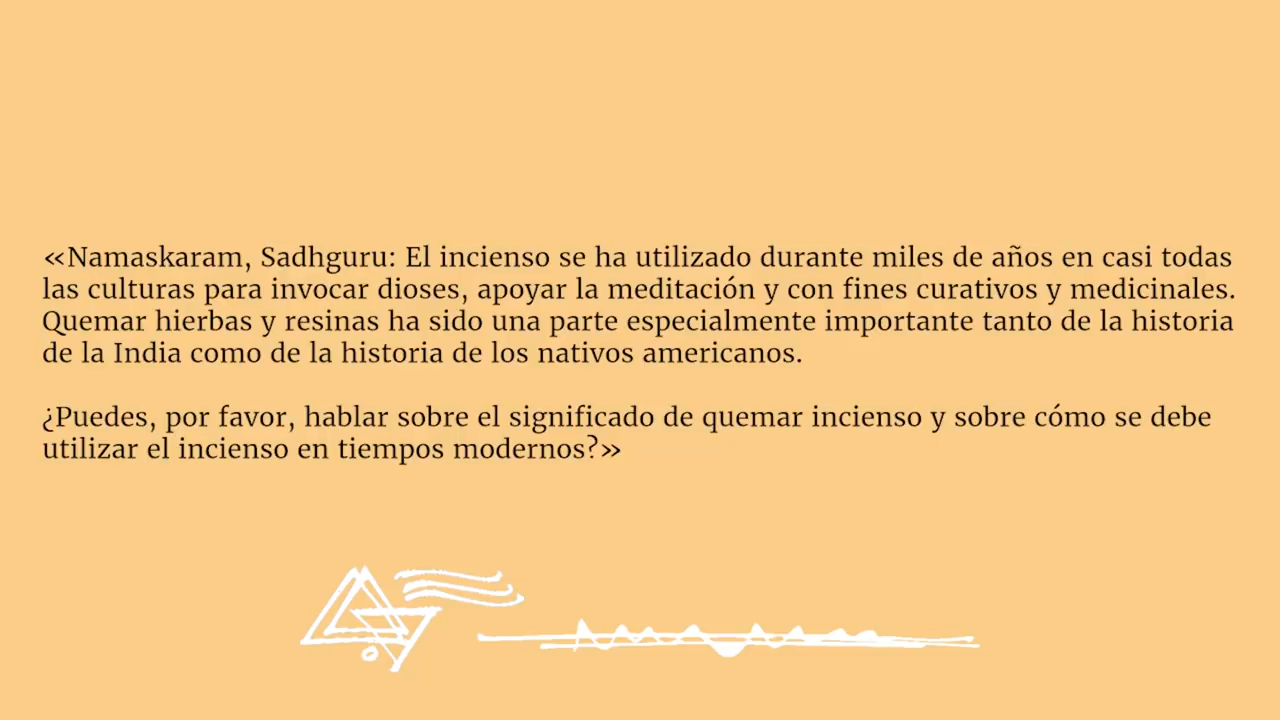 «Namaskaram, Sadhguru: El incienso se ha utilizado durante miles de años en casi todas
las culturas para invocar dioses, apoyar la meditación y con fines curativos y medicinales.
Quemar hierbas y resinas ha sido una parte especialmente importante tanto de la historia
de la India como de la historia de los nativos americanos.
¿Puedes, por favor, hablar sobre el significado de quemar incienso y sobre cómo se debe
utilizar el incienso en tiempos modernos?»